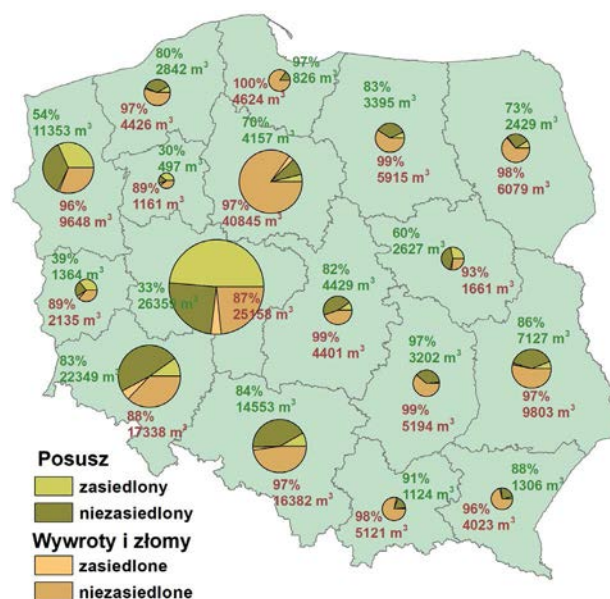 80%
2842 m³
97%
826 m³
100%
4624 m³
97%
4426 m³
83%
3395 m³
73%
2429 m³
54%
11353 m³
70%
4157 m³
30%
497 m³
99%
5915 m³
98%
6079 m³
96%
9648 m³
89%
1161 m³
97%
40845 m³
60%
2627 m³
39%
1364 m³
93%
1661 m³
89%
2135 m³
33%
26359 m³
87%
25158 m³
82%
4429 m³
99%
4401 m³
97%
3202 m³
86%
7127 m³
83%
22349 m³
84%
14553 m³
99%
5194 m³
97%
9803 m³
88%
17338 m³
97%
16382 m³
91%
1124 m³
88%
1306 m³
98%
5121 m³
96%
4023 m³
Posusz
zasiedlony
niezasiedlony
Wywroty i złomy
zasiedlone
niezasiedlone